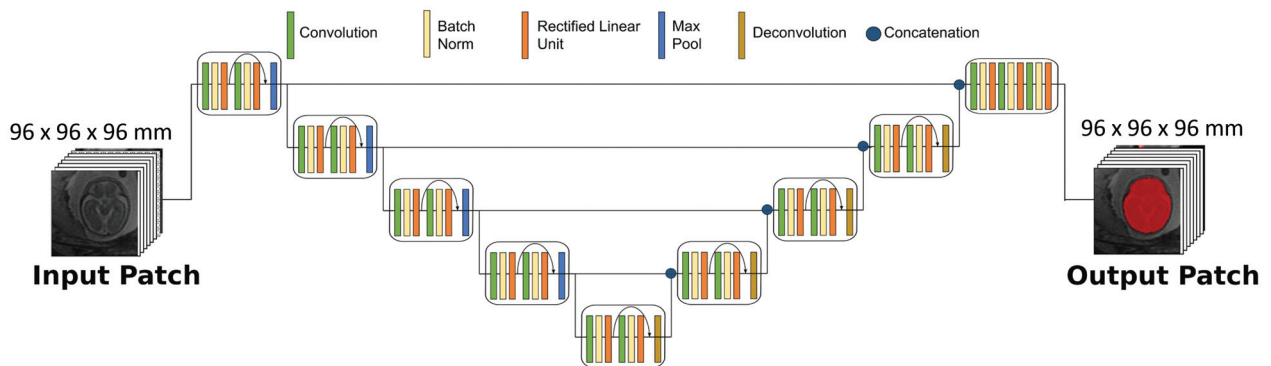 Convolution
Batch
Norm
Rectified Linear
Unit
Max
Pool
Deconvolution
Concatenation
96 x 96 x 96 mm
Input Patch
96 x 96 x 96 mm
Output Patch